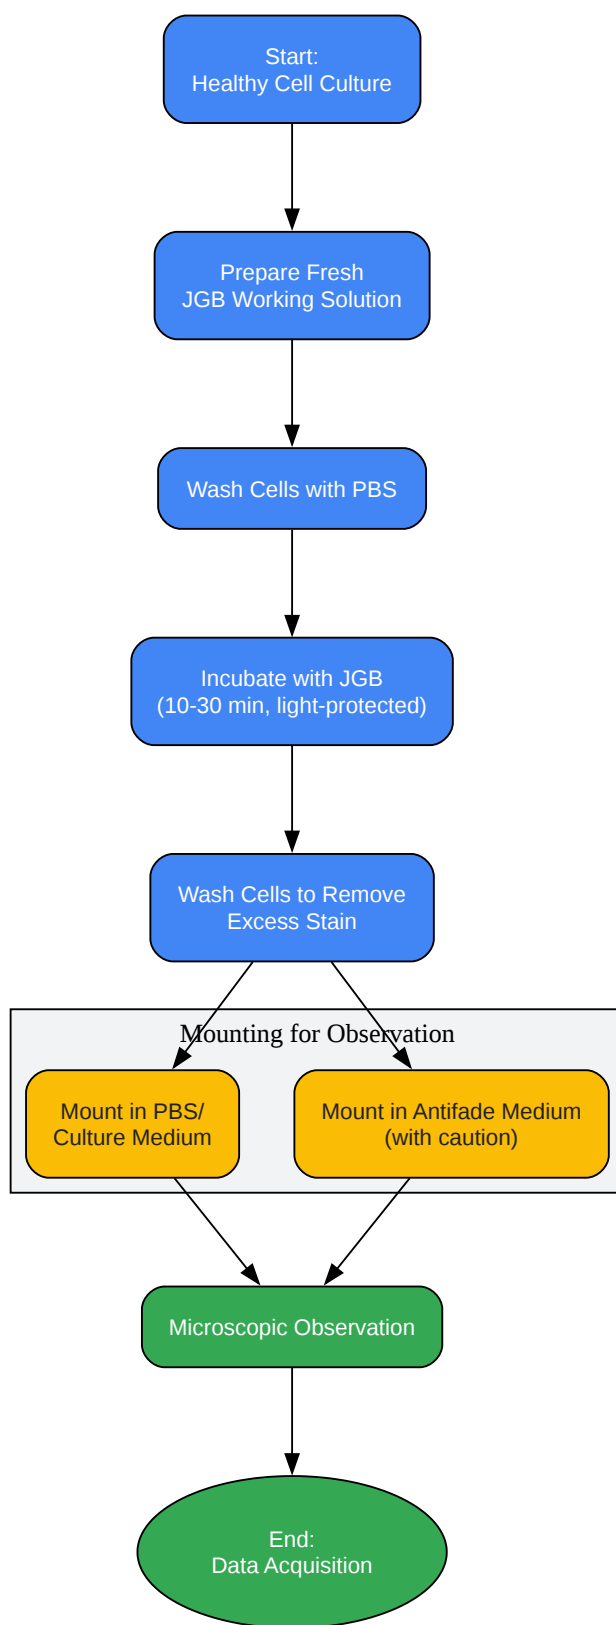 Start:
Healthy Cell Culture
Prepare Fresh
JGB Working Solution
Wash Cells with PBS
Incubate with JGB
(10-30 min, light-protected)
Wash Cells to Remove
Excess Stain
Mounting for Observation
Mount in PBS/
Culture Medium
Mount in Antifade Medium
(with caution)
Microscopic Observation
End:
Data Acquisition